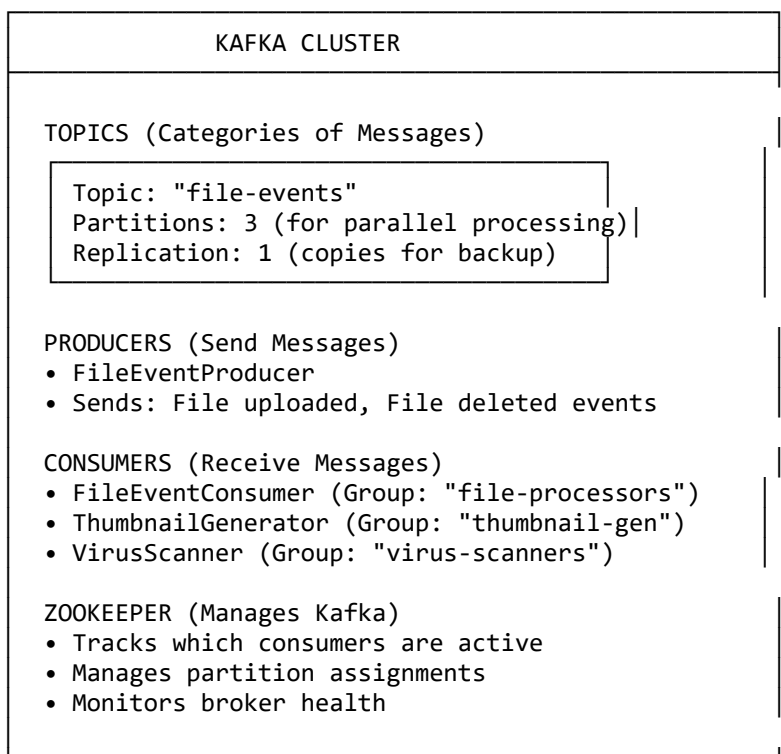 KAFKA CLUSTER
TOPICS (Categories of Messages)
Topic: "file-events"
Partitions: 3 (for parallel processing)
Replication: 1 (copies for backup)
PRODUCERS (Send Messages)
• FileEventProducer
• Sends: File uploaded, File deleted events
CONSUMERS (Receive Messages)
• FileEventConsumer (Group: "file-processors")
• ThumbnailGenerator (Group: "thumbnail-gen")
• VirusScanner (Group: "virus-scanners")
ZOOKEEPER (Manages Kafka)
• Tracks which consumers are active
• Manages partition assignments
• Monitors broker health